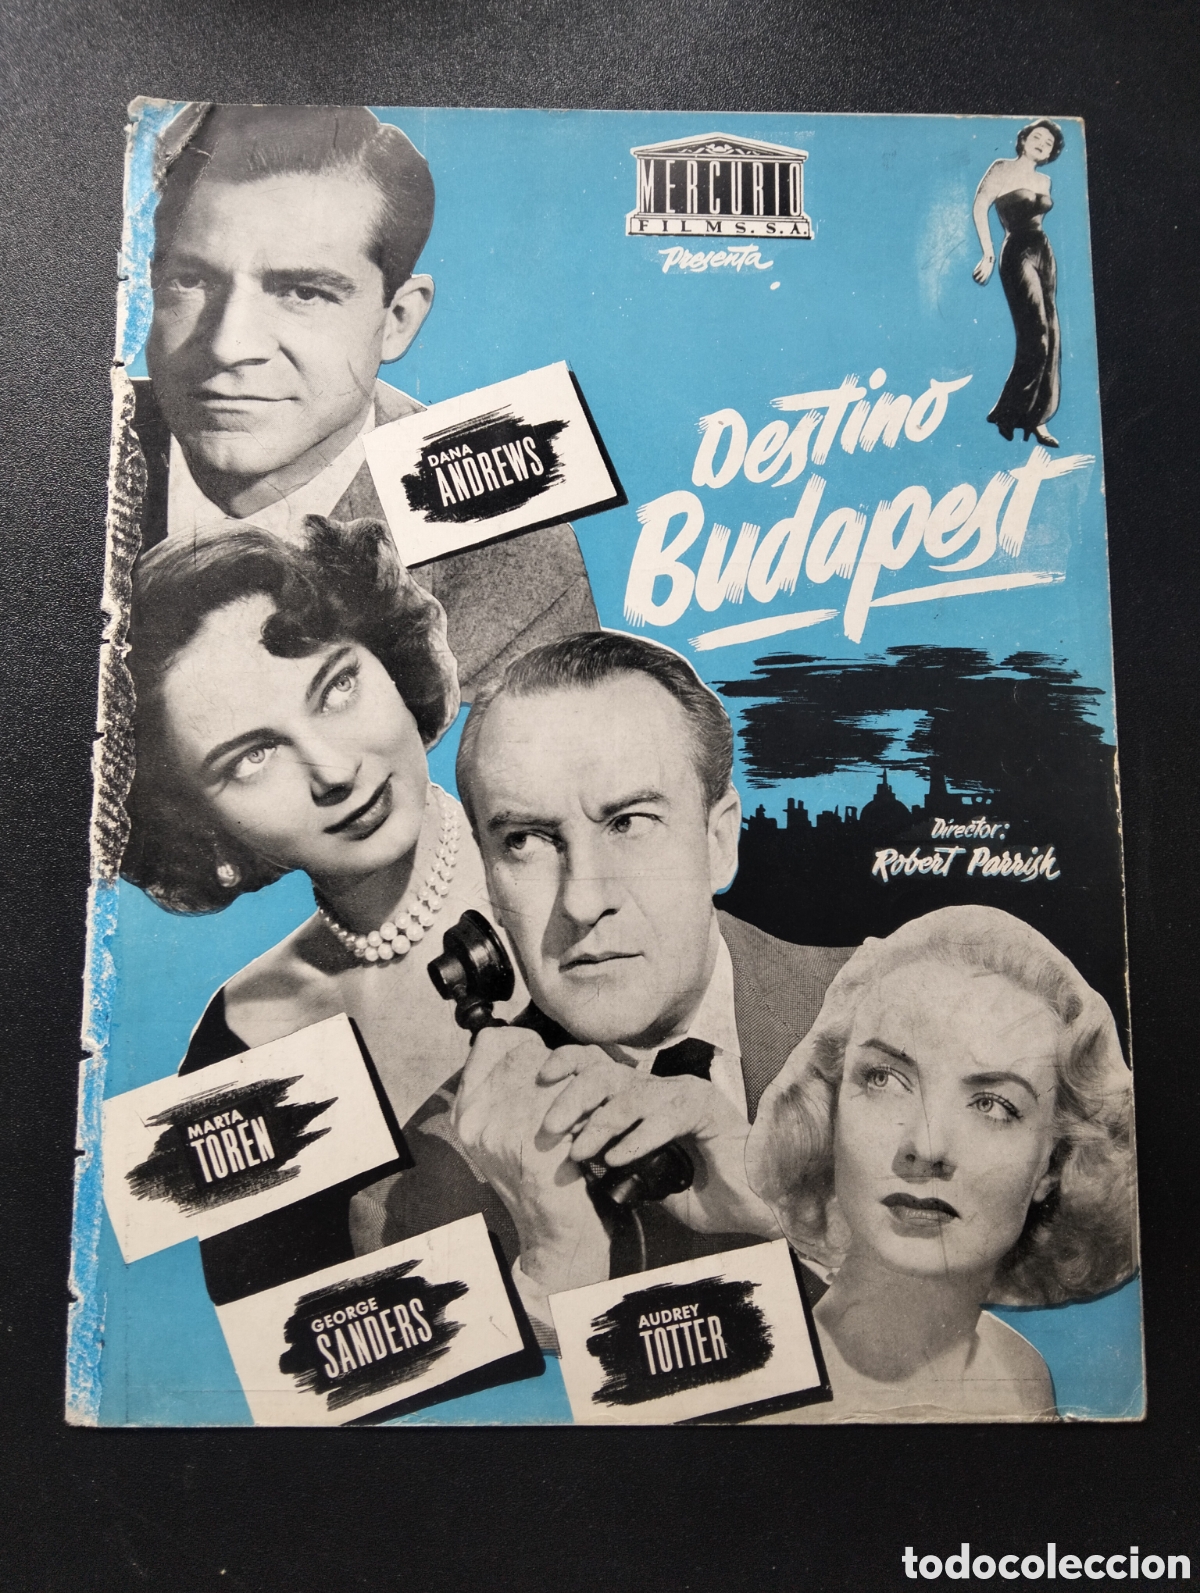 MERCURIO
FILMS. S.A.
Presenta
Destino
Budapest
DANA
ANDREWS
Director:
Robert Parrish
MARTA
TOREN
GEORGE
SANDERS
AUDREY
TOTTER
todocoleccion